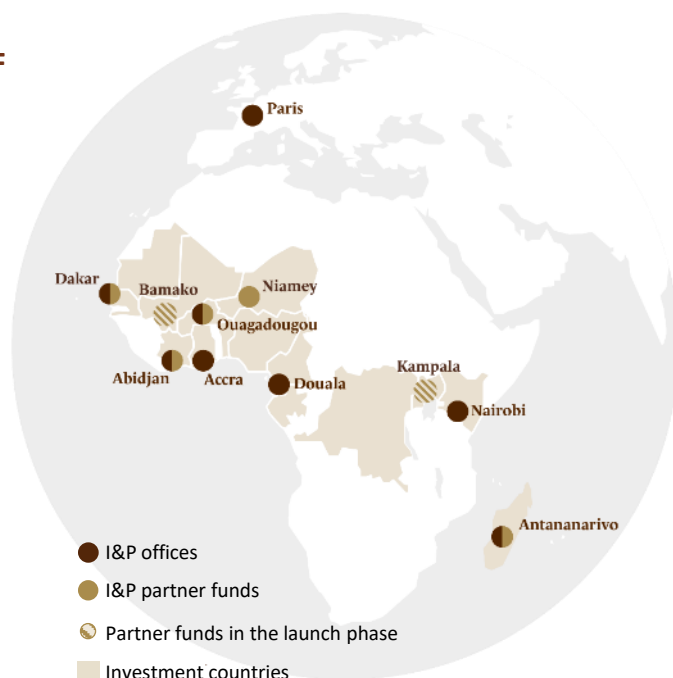 Paris
Dakar
Bamako
Niamey
Ouagadougou
Abidjan
Accra
Douala
Kampala
Nairobi
Antananarivo
I&P offices
I&P partner funds
Partner funds in the launch phase
Investment countries